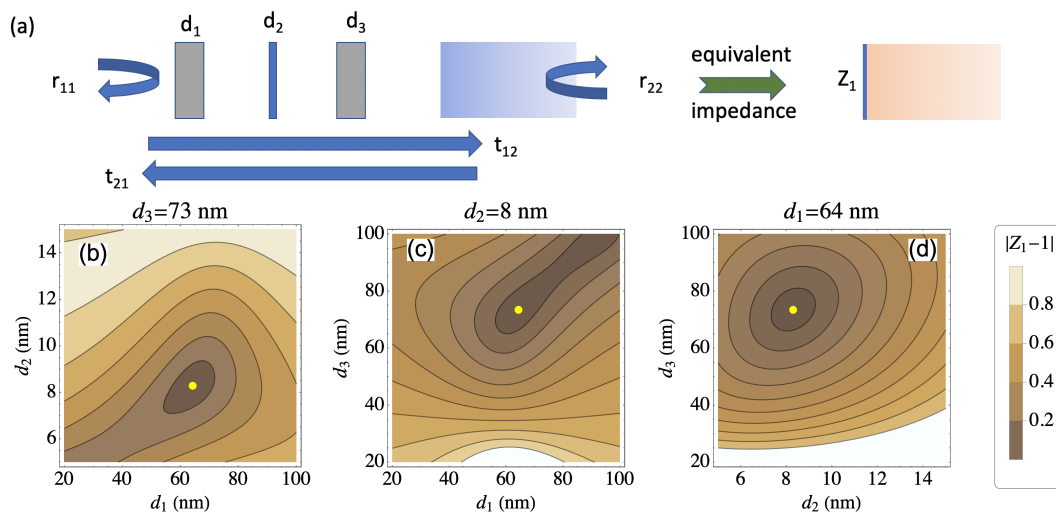 (a)
d₁
d₂
d₃
r₁₁
r₂₂
equivalent
impedance
Z₁
t₁₂
t₂₁
d₃=73 nm
d₂=8 nm
d₁=64 nm
(b)
(c)
(d)
14
12
10
8
6
d₂ (nm)
20 40 60 80 100
d₁ (nm)
100
80
60
40
20
d₃ (nm)
20 40 60 80 100
d₁ (nm)
100
80
60
40
20
d₃ (nm)
6 8 10 12 14
d₂ (nm)
|Z₁-1|
0.8
0.6
0.4
0.2